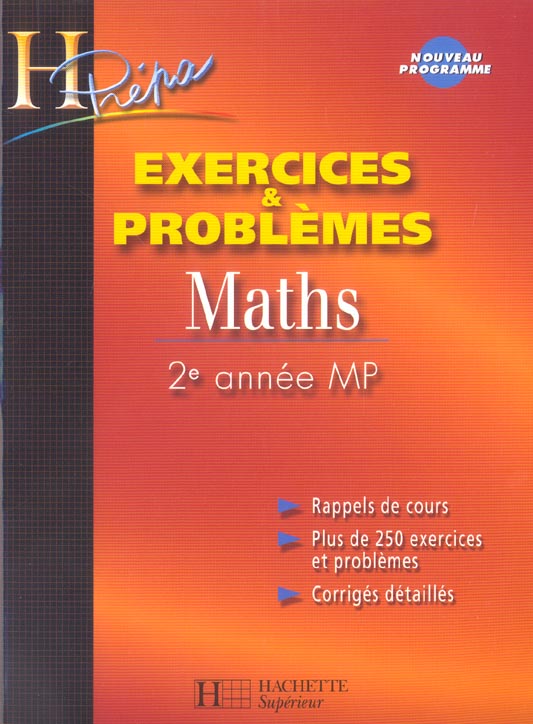 H Prépa
NOUVEAU
PROGRAMME
EXERCICES
&
PROBLÈMES
Maths
2e année MP
Rappels de cours
Plus de 250 exercices
et problèmes
Corrigés détaillés
H HACHETTE
Supérieur